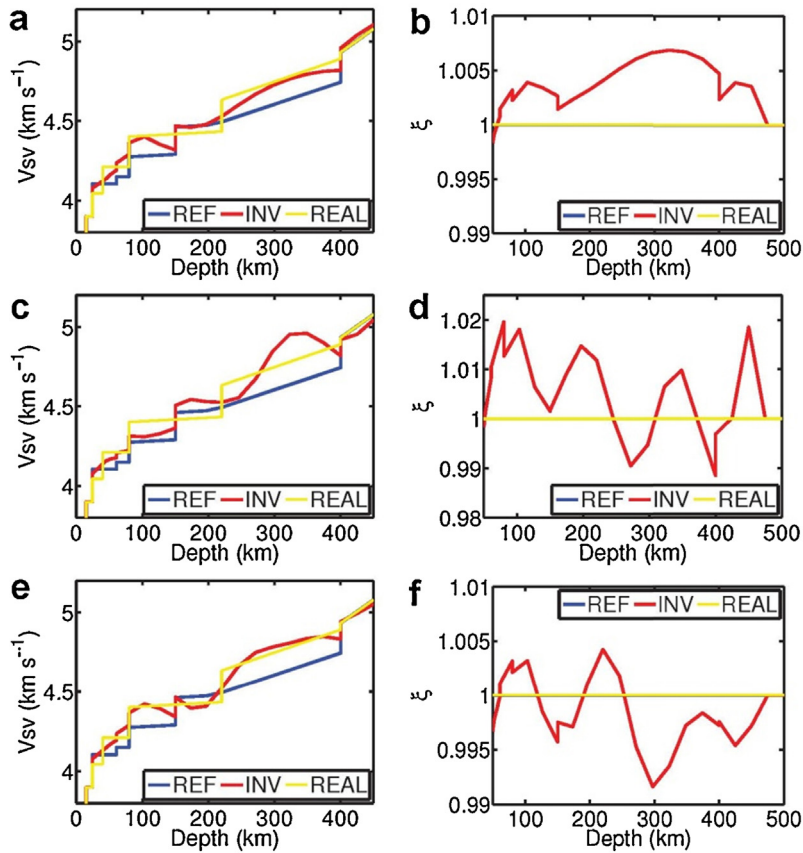 a
5
4.5
4
Vsv (km s⁻¹)
REF INV REAL
0 100 200 300 400
Depth (km)
b
1.01
1.005
1
0.995
0.99
ξ
REF INV REAL
100 200 300 400 500
Depth (km)
c
5
4.5
4
Vsv (km s⁻¹)
REF INV REAL
0 100 200 300 400
Depth (km)
d
1.02
1.01
1
0.99
0.98
ξ
REF INV REAL
100 200 300 400 500
Depth (km)
e
5
4.5
4
Vsv (km s⁻¹)
REF INV REAL
0 100 200 300 400
Depth (km)
f
1.01
1.005
1
0.995
0.99
ξ
REF INV REAL
100 200 300 400 500
Depth (km)